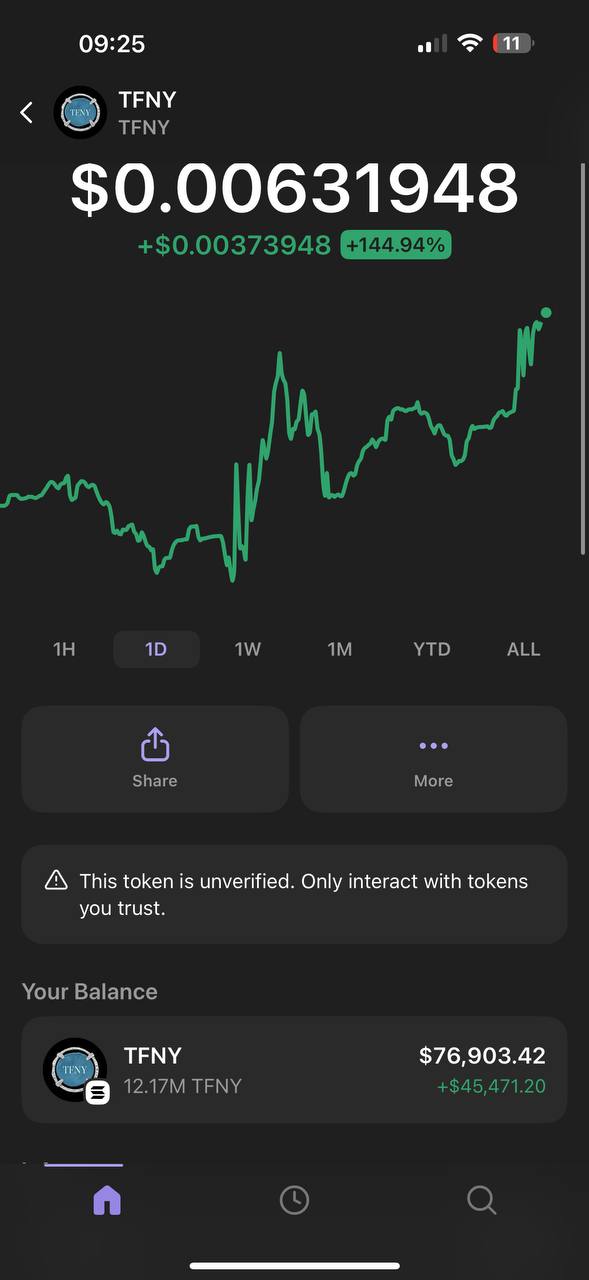 09:25
11
TFNY
TFNY
TFNY
$0.00631948
+$0.00373948 +144.94%
1H 1D 1W 1M YTD ALL
Share More
This token is unverified. Only interact with tokens
you trust.
Your Balance
TFNY
TFNY $76,903.42
12.17M TFNY +$45,471.20